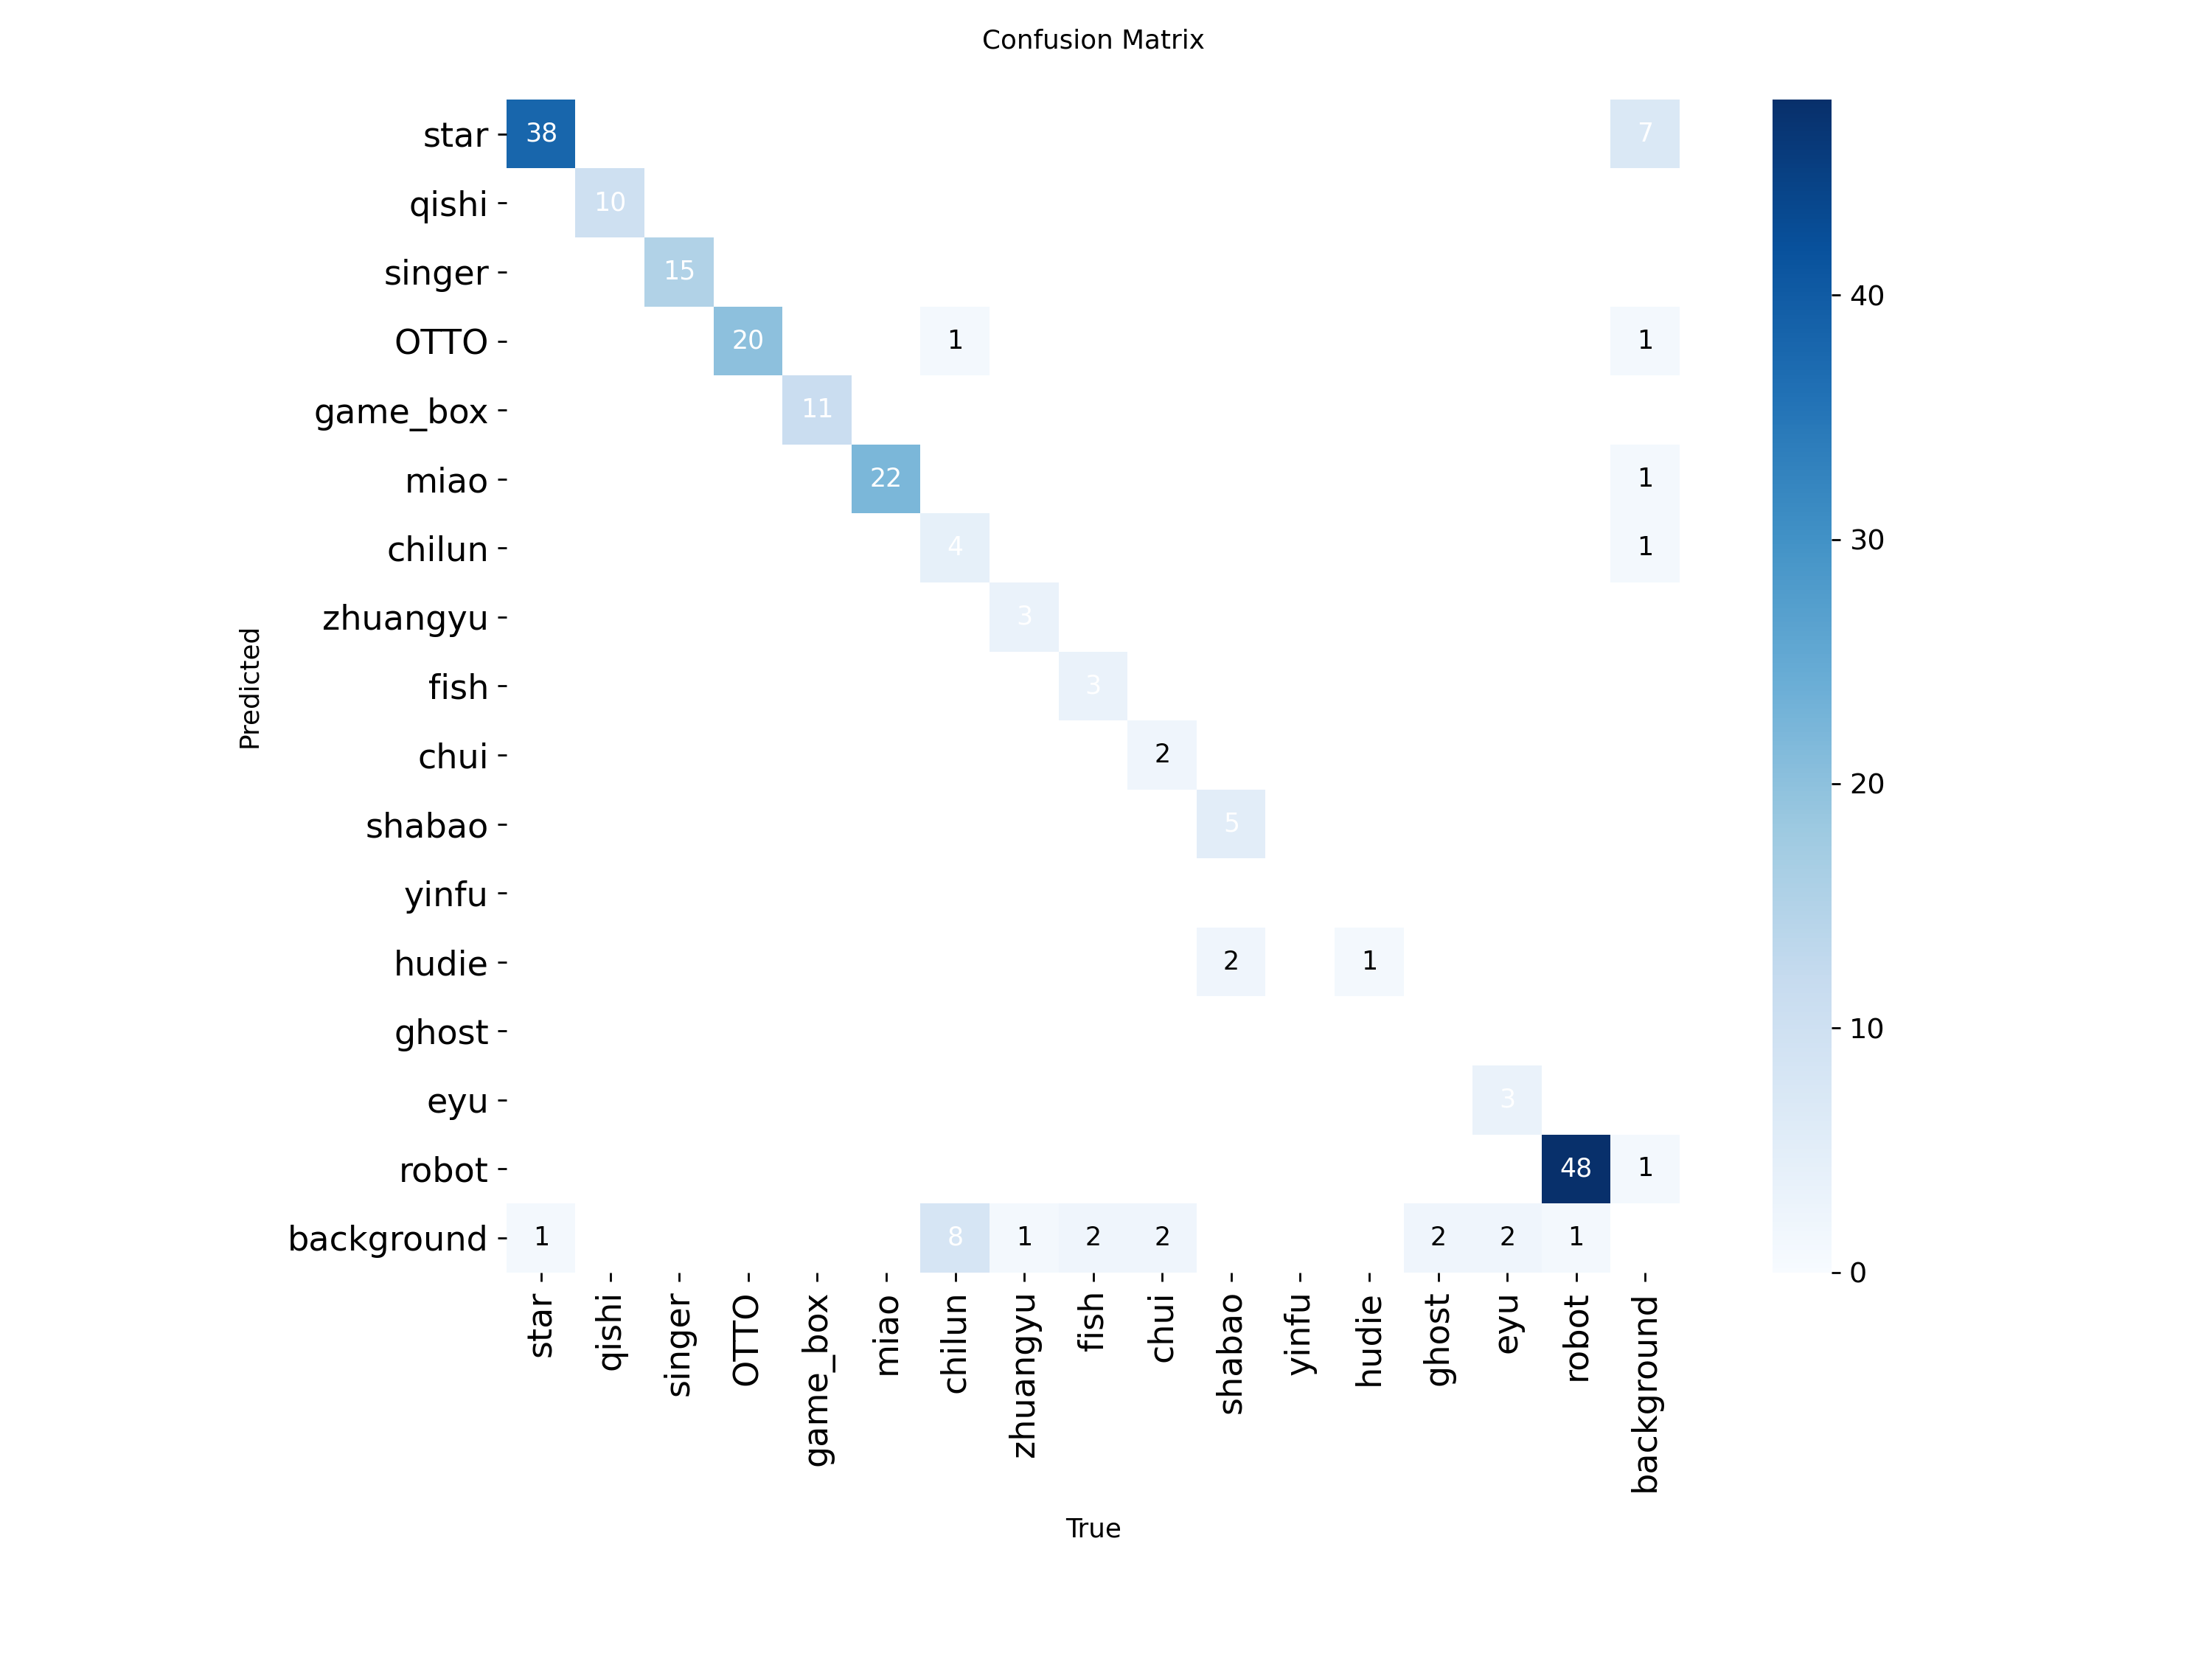 Confusion Matrix
star 38 7
qishi 10
singer 15
OTTO 20 1 1
game_box 11
miao 22 1
chilun 4 1
zhuangyu 3
fish 3
chui 2
shabao 5
yinfu
hudie 2 1
ghost
eyu 3
robot 48 1
background 1 8 1 2 2 2 2 1
Predicted
star qishi singer OTTO game_box miao chilun zhuangyu fish chui shabao yinfu hudie ghost eyu robot background
True
40
30
20
10
0